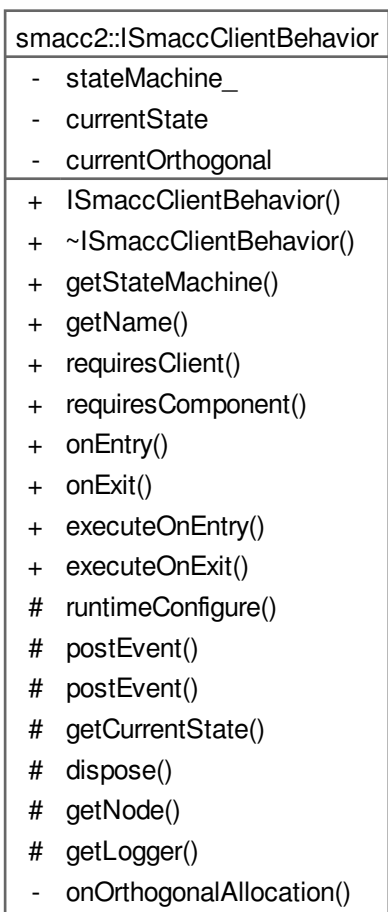 smacc2::ISmaccClientBehavior
- stateMachine_
- currentState
- currentOrthogonal
+ ISmaccClientBehavior()
+ ~ISmaccClientBehavior()
+ getStateMachine()
+ getName()
+ requiresClient()
+ requiresComponent()
+ onEntry()
+ onExit()
+ executeOnEntry()
+ executeOnExit()
# runtimeConfigure()
# postEvent()
# postEvent()
# getCurrentState()
# dispose()
# getNode()
# getLogger()
- onOrthogonalAllocation()